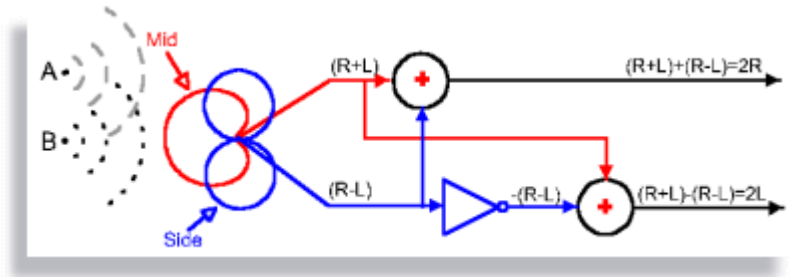 Mid
A
B
Side
(R+L)
(R-L)
+
-(R-L)
+
(R+L)+(R-L)=2R
(R+L)-(R-L)=2L